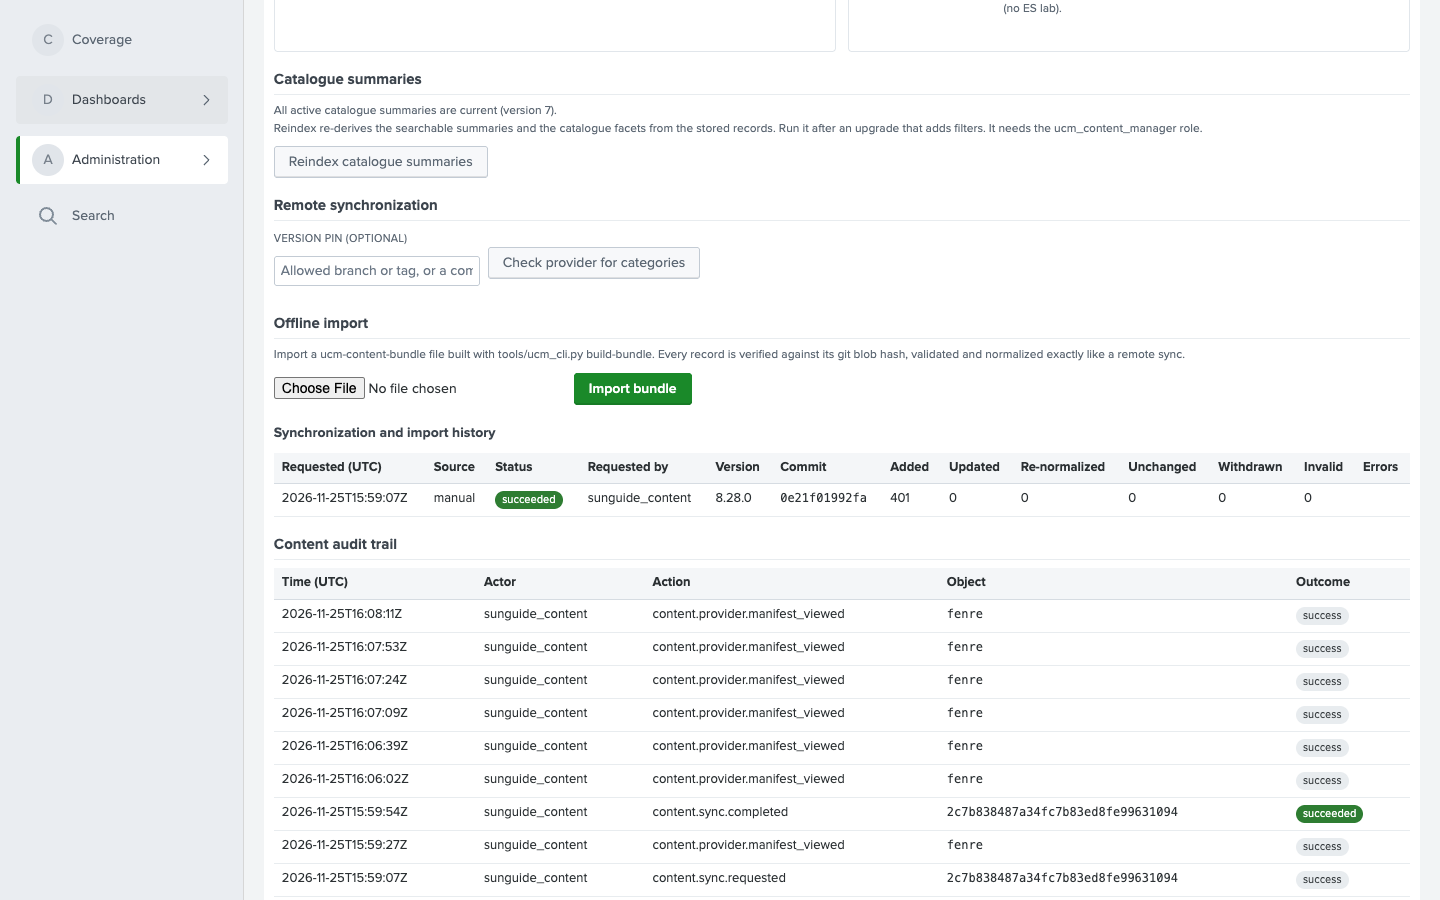 C Coverage
D Dashboards
A Administration
Search
(no ES lab).
Catalogue summaries
All active catalogue summaries are current (version 7).
Reindex re-derives the searchable summaries and the catalogue facets from the stored records. Run it after an upgrade that adds filters. It needs the ucm_content_manager role.
Reindex catalogue summaries
Remote synchronization
VERSION PIN (OPTIONAL)
Allowed branch or tag, or a com
Check provider for categories
Offline import
Import a ucm-content-bundle file built with tools/ucm_cli.py build-bundle. Every record is verified against its git blob hash, validated and normalized exactly like a remote sync.
Choose File No file chosen
Import bundle
Synchronization and import history
Requested (UTC) Source Status Requested by Version Commit Added Updated Re-normalized Unchanged Withdrawn Invalid Errors
2026-11-25T15:59:07Z manual succeeded sunguide_content 8.28.0 0e21f01992fa 401 0 0 0 0 0
Content audit trail
Time (UTC) Actor Action Object Outcome
2026-11-25T16:08:11Z sunguide_content content.provider.manifest_viewed fenre success
2026-11-25T16:07:53Z sunguide_content content.provider.manifest_viewed fenre success
2026-11-25T16:07:24Z sunguide_content content.provider.manifest_viewed fenre success
2026-11-25T16:07:09Z sunguide_content content.provider.manifest_viewed fenre success
2026-11-25T16:06:39Z sunguide_content content.provider.manifest_viewed fenre success
2026-11-25T16:06:02Z sunguide_content content.provider.manifest_viewed fenre success
2026-11-25T15:59:54Z sunguide_content content.sync.completed 2c7b838487a34fc7b83ed8fe99631094 succeeded
2026-11-25T15:59:27Z sunguide_content content.provider.manifest_viewed fenre success
2026-11-25T15:59:07Z sunguide_content content.sync.requested 2c7b838487a34fc7b83ed8fe99631094 success